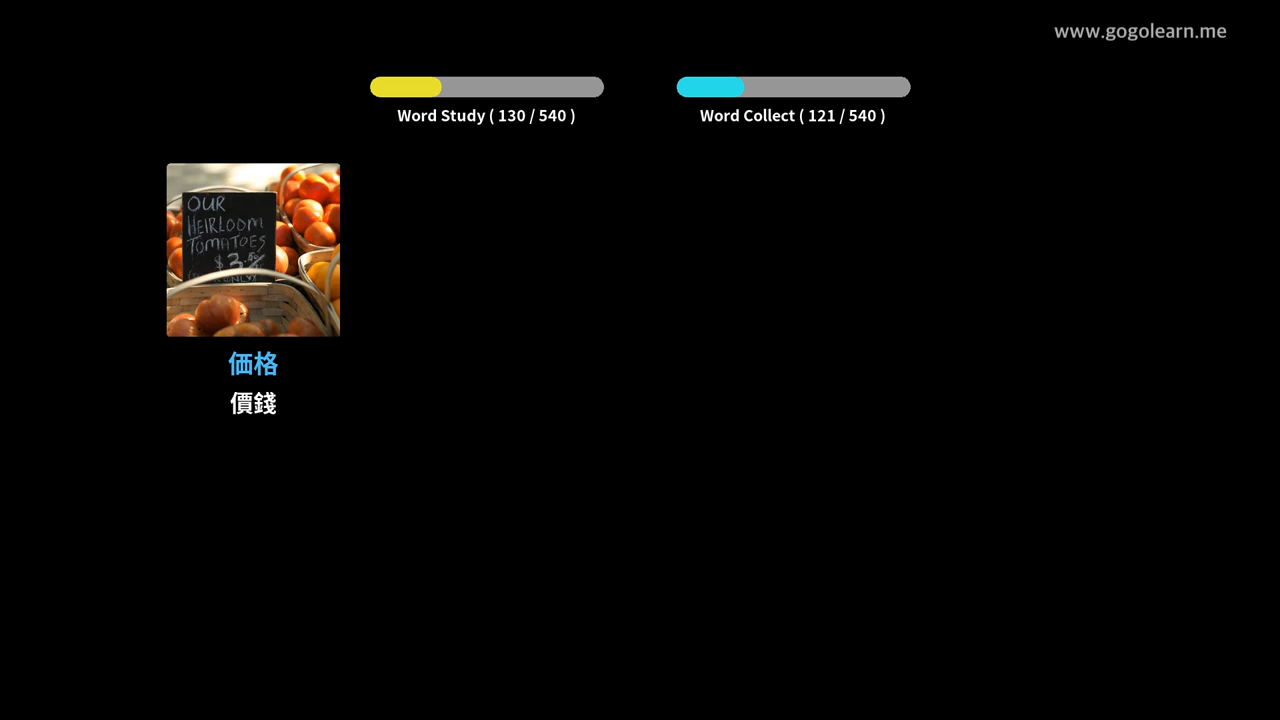 www.gogolearn.me
Word Study ( 130 / 540 )
Word Collect ( 121 / 540 )
OUR
HEIRLOOM
TOMATOES
価格
價錢